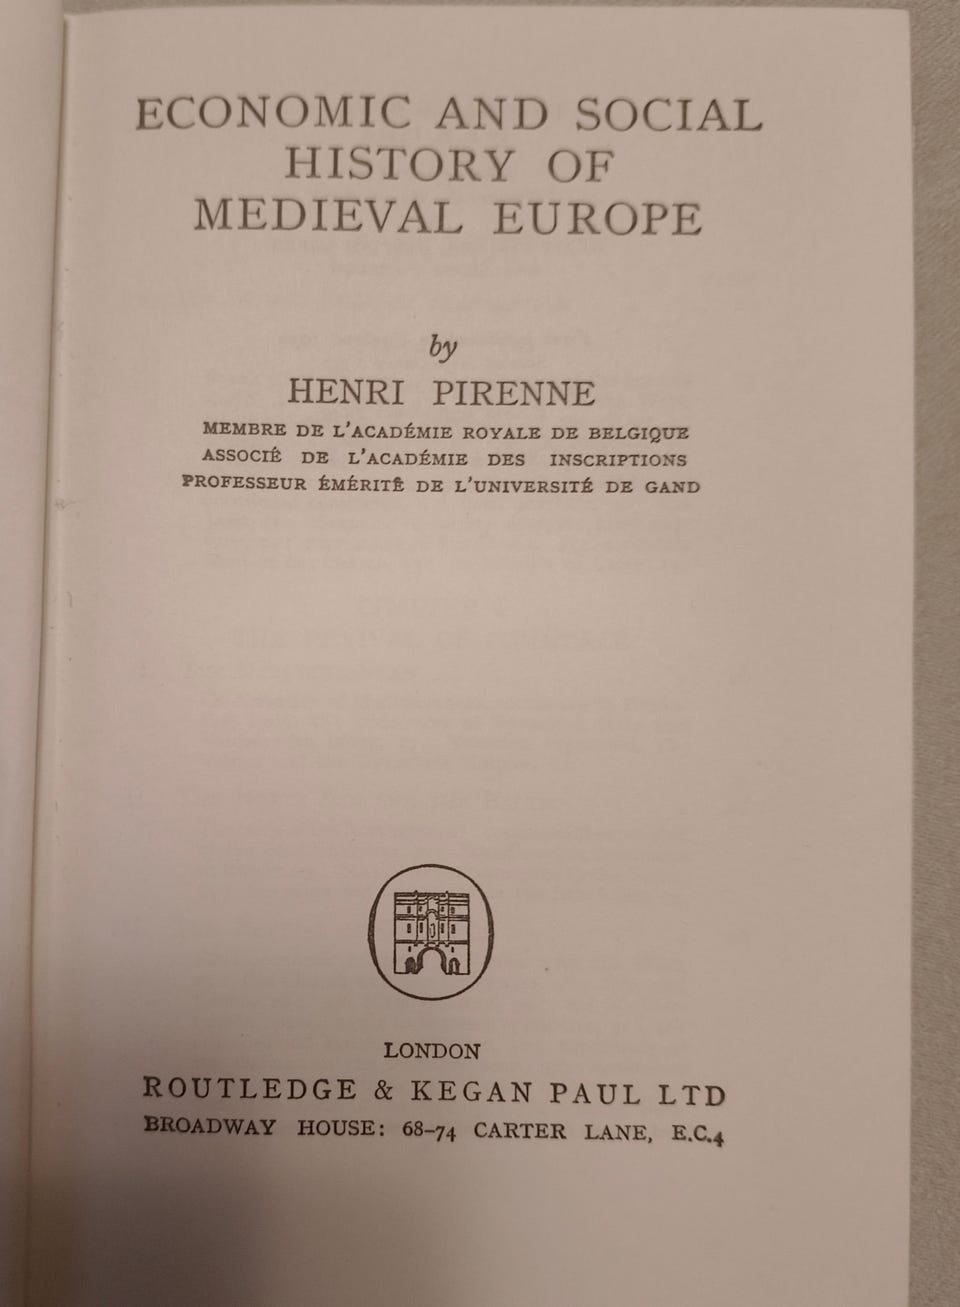 ECONOMIC AND SOCIAL
HISTORY OF
MEDIEVAL EUROPE
by
HENRI PIRENNE
MEMBRE DE L'ACADÉMIE ROYALE DE BELGIQUE
ASSOCIÉ DE L'ACADÉMIE DES INSCRIPTIONS
PROFESSEUR ÉMÉRITÊ DE L'UNIVERSITÉ DE GAND
LONDON
ROUTLEDGE & KEGAN PAUL LTD
BROADWAY HOUSE: 68–74 CARTER LANE, E.C.4